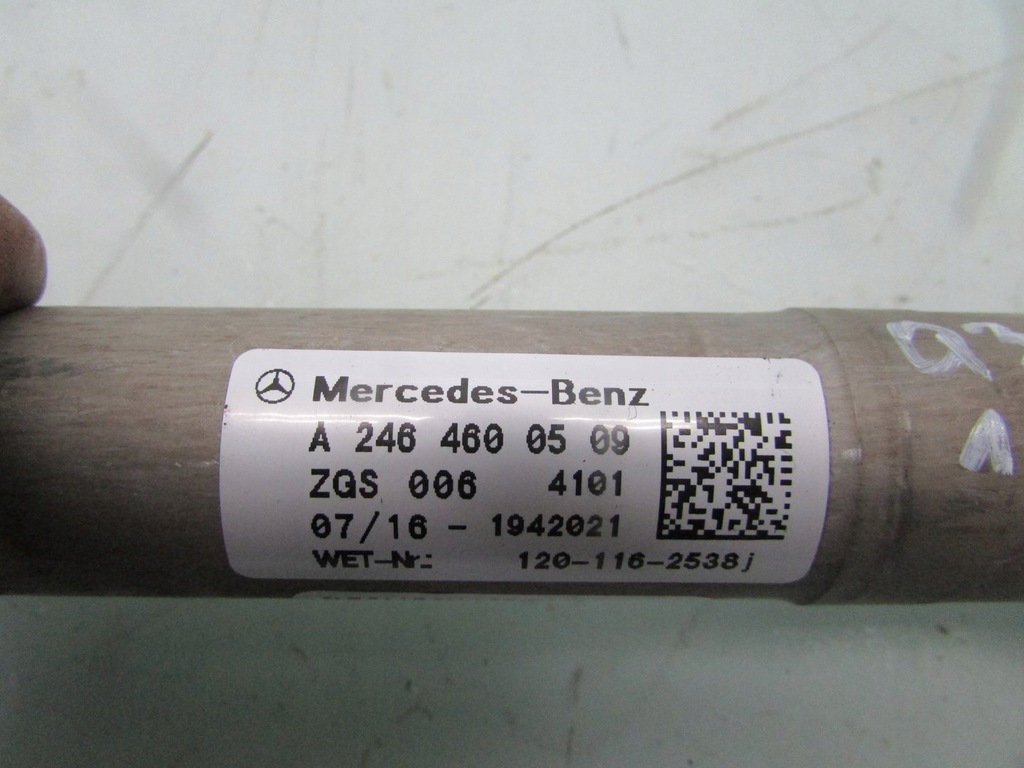 Mercedes-Benz
A 246 460 05 09
ZGS 006 4101
07/16 - 1942021
WET-Nr.: 120-116-2538j